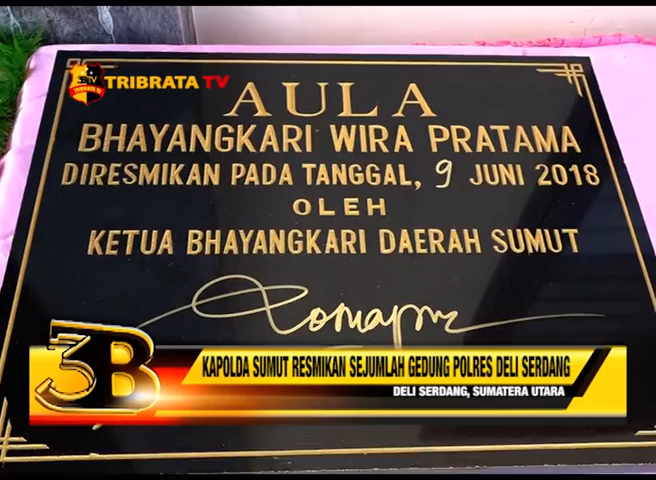 TRIBRATA TV
AULA
BHAYANGKARI WIRA PRATAMA
DIRESMIKAN PADA TANGGAL, 9 JUNI 2018
OLEH
KETUA BHAYANGKARI DAERAH SUMUT
3B
KAPOLDA SUMUT RESMIKAN SEJUMLAH GEDUNG POLRES DELI SERDANG
DELI SERDANG, SUMATERA UTARA